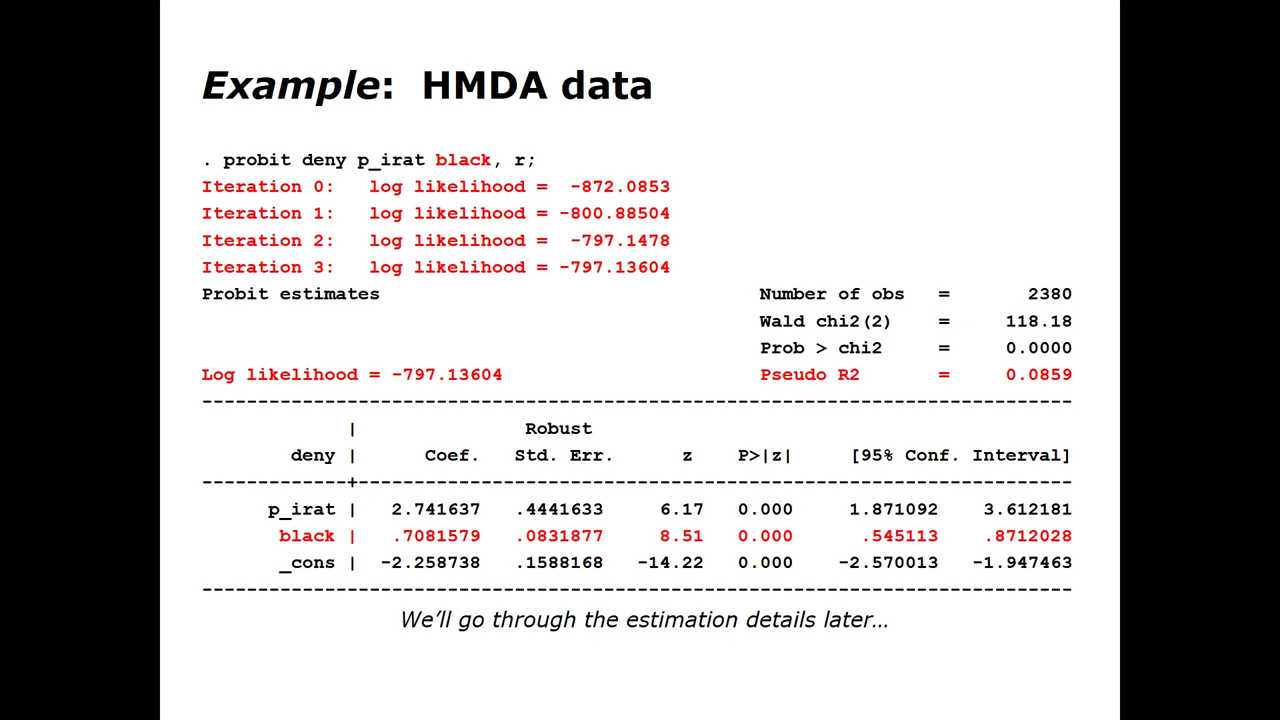 Example: HMDA data
. probit deny p_irat black, r;
Iteration 0: log likelihood = -872.0853
Iteration 1: log likelihood = -800.88504
Iteration 2: log likelihood = -797.1478
Iteration 3: log likelihood = -797.13604
Probit estimates Number of obs = 2380
Wald chi2(2) = 118.18
Prob > chi2 = 0.0000
Log likelihood = -797.13604 Pseudo R2 = 0.0859
------------------------------------------------------------------------------
| Robust
deny | Coef. Std. Err. z P>|z| [95% Conf. Interval]
-------------+----------------------------------------------------------------
p_irat | 2.741637 .4441633 6.17 0.000 1.871092 3.612181
black | .7081579 .0831877 8.51 0.000 .545113 .8712028
_cons | -2.258738 .1588168 -14.22 0.000 -2.570013 -1.947463
------------------------------------------------------------------------------
We’ll go through the estimation details later…